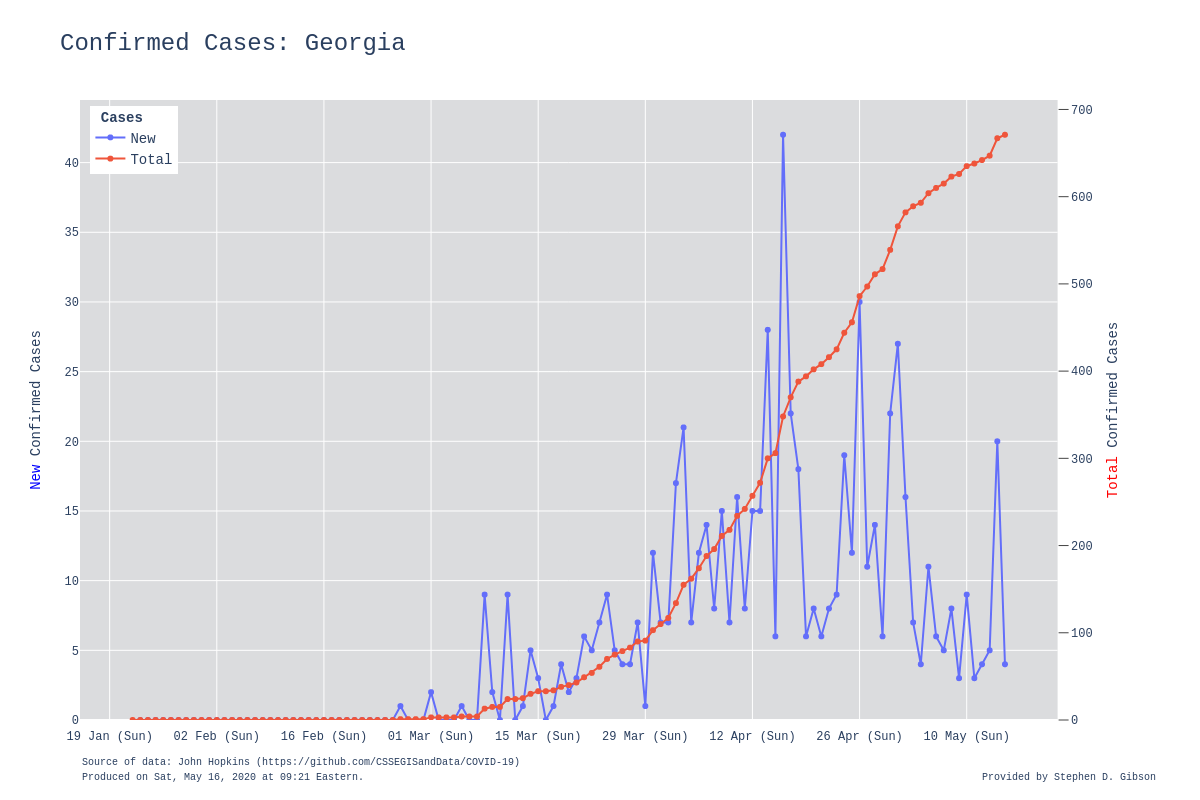 Confirmed Cases: Georgia
Cases
New
Total
40
35
30
25
20
15
10
5
0
New Confirmed Cases
700
600
500
400
300
200
100
0
Total Confirmed Cases
19 Jan (Sun) 02 Feb (Sun) 16 Feb (Sun) 01 Mar (Sun) 15 Mar (Sun) 29 Mar (Sun) 12 Apr (Sun) 26 Apr (Sun) 10 May (Sun)
Source of data: John Hopkins (https://github.com/CSSEGISandData/COVID-19)
Produced on Sat, May 16, 2020 at 09:21 Eastern.
Provided by Stephen D. Gibson